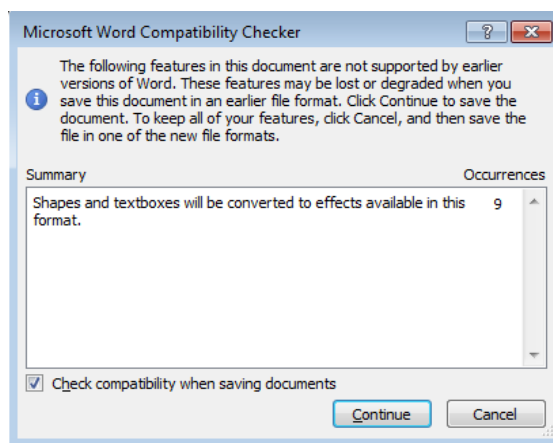 Microsoft Word Compatibility Checker
The following features in this document are not supported by earlier
versions of Word. These features may be lost or degraded when you
save this document in an earlier file format. Click Continue to save the
document. To keep all of your features, click Cancel, and then save the
file in one of the new file formats.
Summary Occurrences
Shapes and textboxes will be converted to effects available in this 9
format.
Check compatibility when saving documents
Continue Cancel